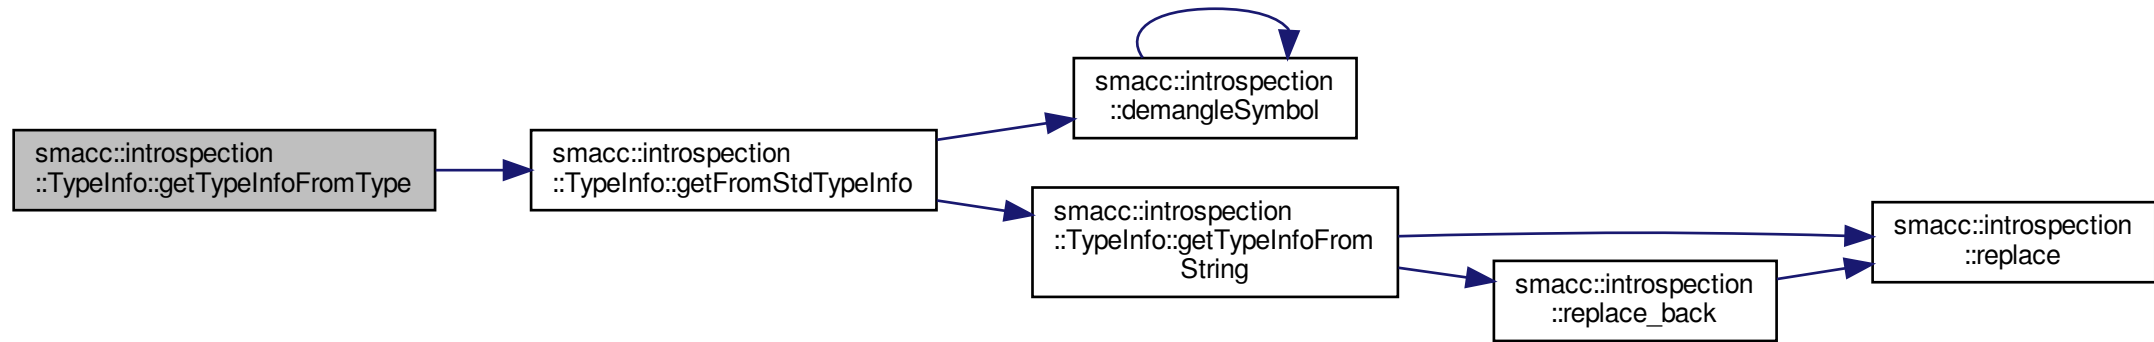 smacc::introspection
::TypeInfo::getTypeInfoFromType
smacc::introspection
::TypeInfo::getFromStdTypeInfo
smacc::introspection
::demangleSymbol
smacc::introspection
::TypeInfo::getTypeInfoFrom
String
smacc::introspection
::replace_back
smacc::introspection
::replace